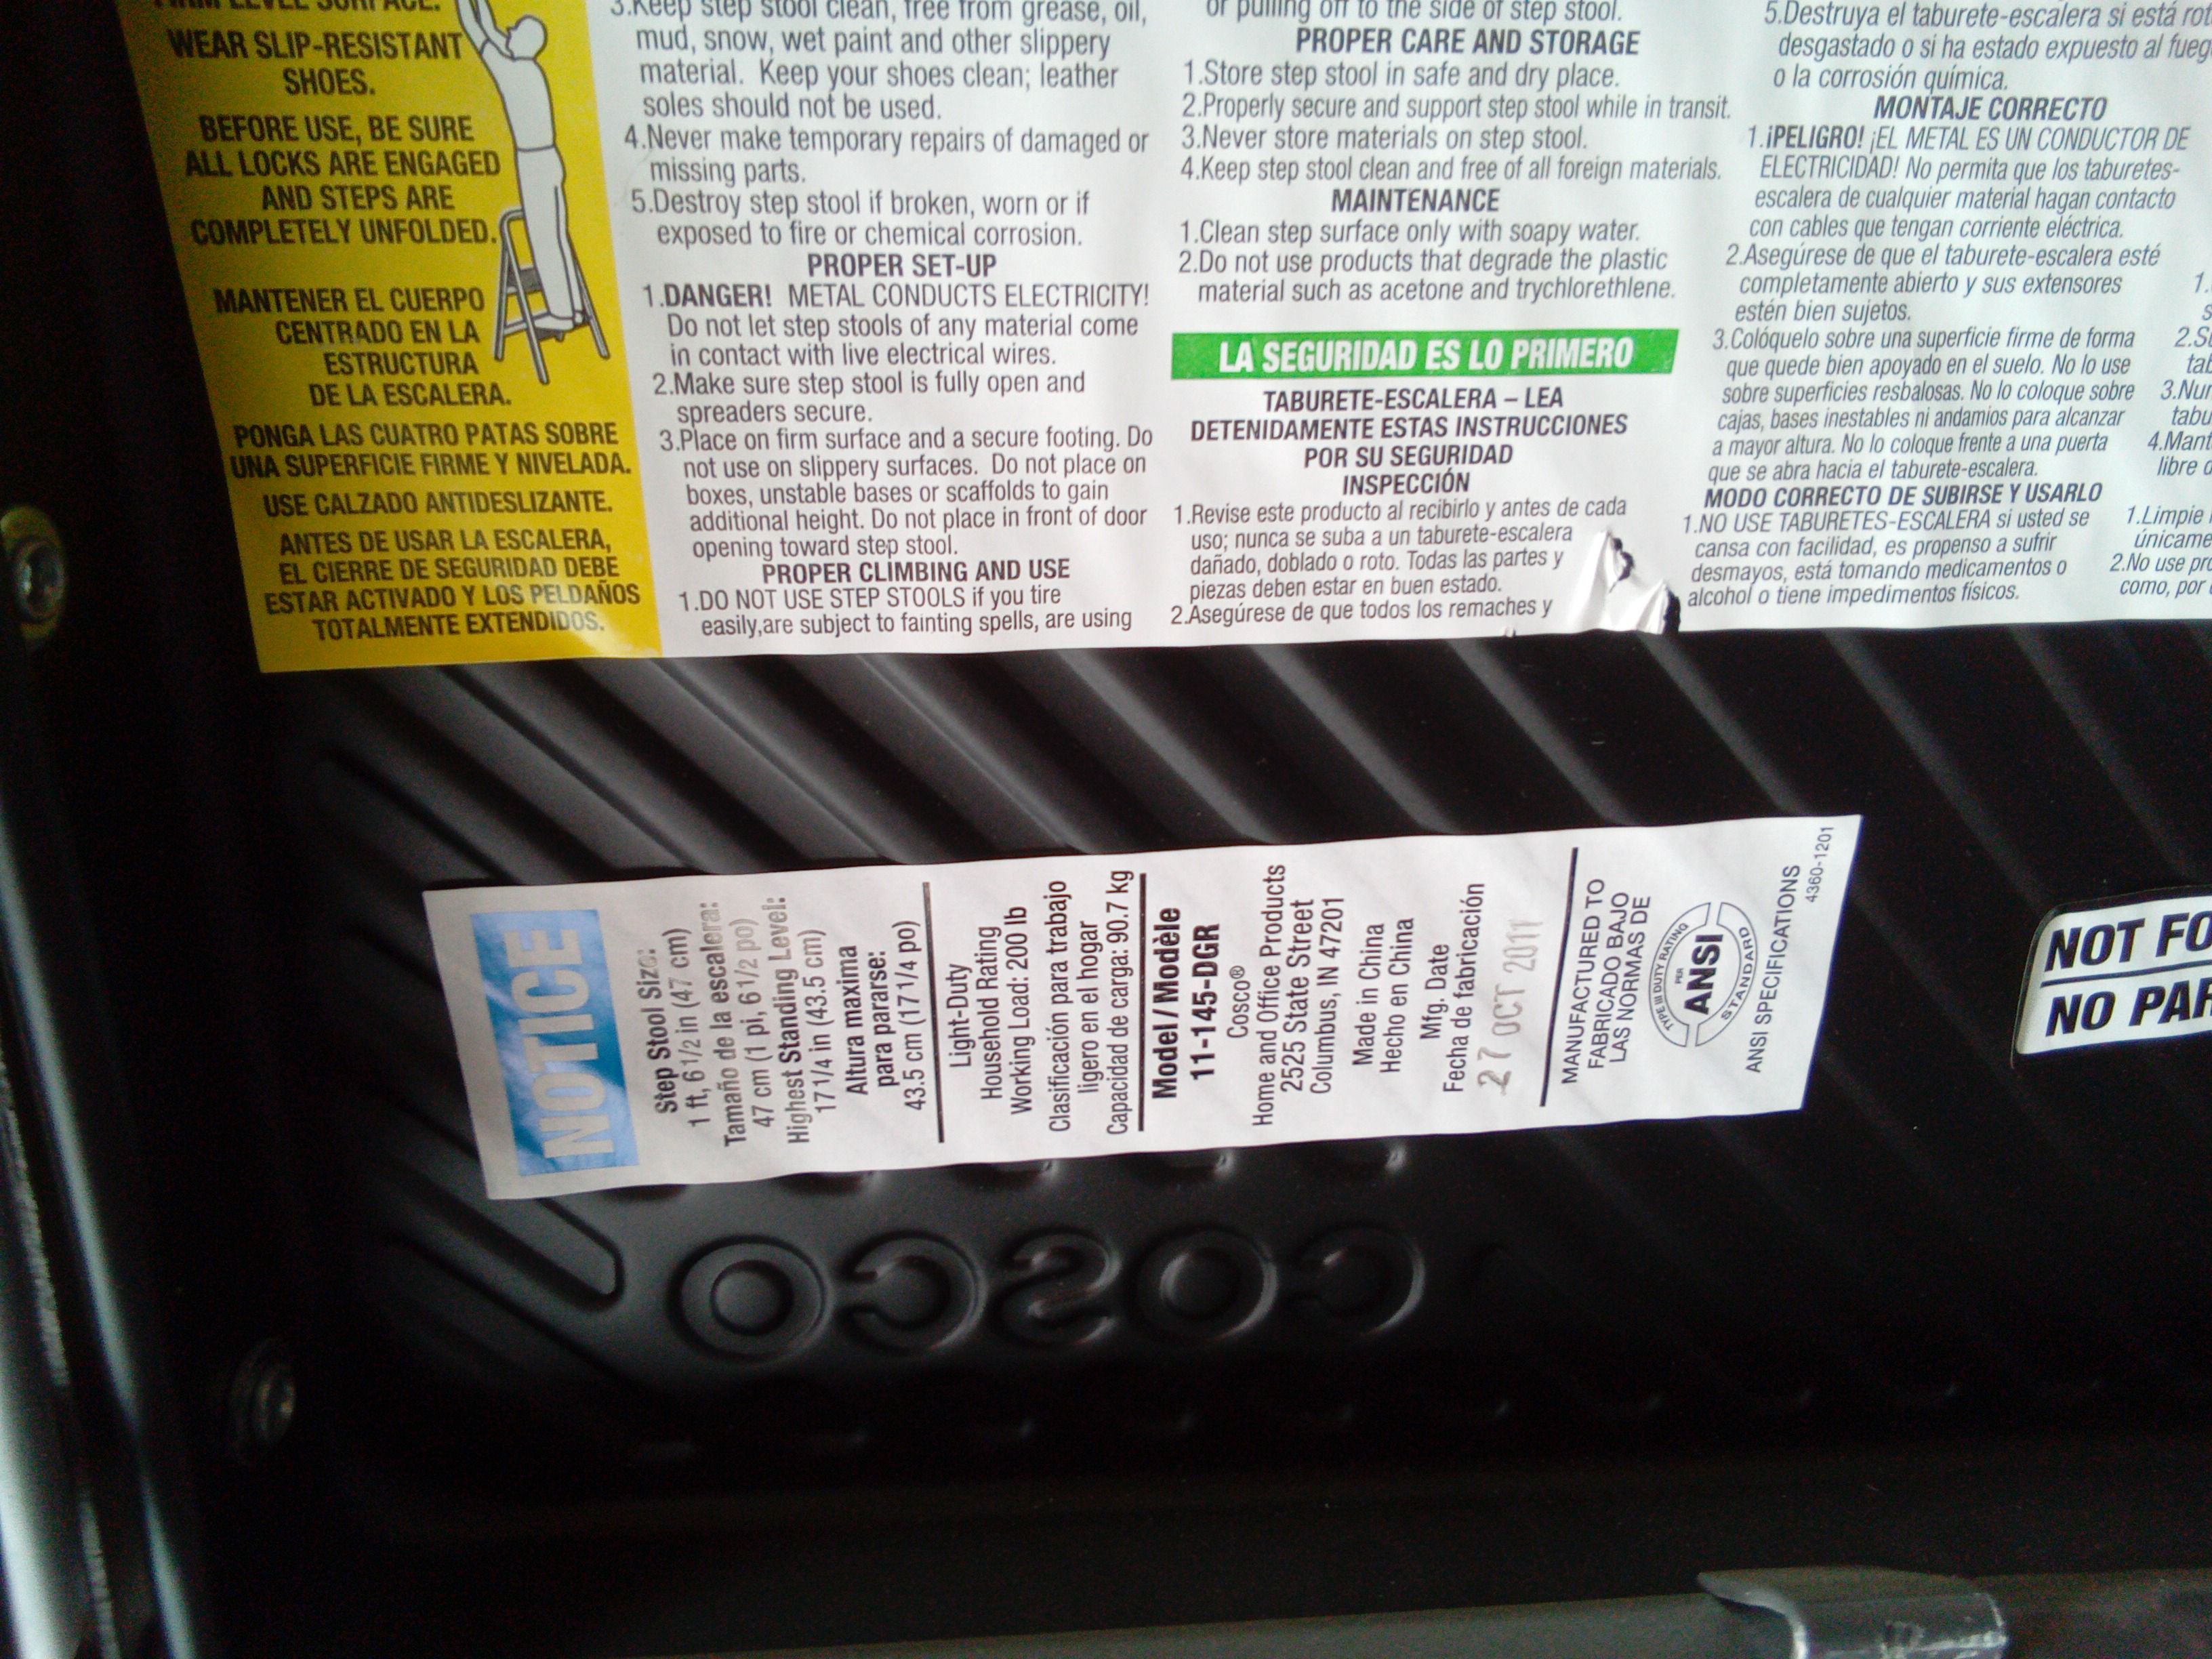 WEAR SLIP-RESISTANT
SHOES.
BEFORE USE, BE SURE
ALL LOCKS ARE ENGAGED
AND STEPS ARE
COMPLETELY UNFOLDED.
MANTENER EL CUERPO
CENTRADO EN LA
ESTRUCTURA
DE LA ESCALERA.
PONGA LAS CUATRO PATAS SOBRE
UNA SUPERFICIE FIRME Y NIVELADA.
USE CALZADO ANTIDESLIZANTE.
ANTES DE USAR LA ESCALERA,
EL CIERRE DE SEGURIDAD DEBE
ESTAR ACTIVADO Y LOS PELDAÑOS
TOTALMENTE EXTENDIDOS.
3.Keep step stool clean, free from grease, oil,
mud, snow, wet paint and other slippery
material. Keep your shoes clean; leather
soles should not be used.
4.Never make temporary repairs of damaged or
missing parts.
5.Destroy step stool if broken, worn or if
exposed to fire or chemical corrosion.
PROPER SET-UP
1.DANGER! METAL CONDUCTS ELECTRICITY!
Do not let step stools of any material come
in contact with live electrical wires.
2.Make sure step stool is fully open and
spreaders secure.
3.Place on firm surface and a secure footing. Do
not use on slippery surfaces. Do not place on
boxes, unstable bases or scaffolds to gain
additional height. Do not place in front of door
opening toward step stool.
PROPER CLIMBING AND USE
1.DO NOT USE STEP STOOLS if you tire
easily,are subject to fainting spells, are using
or pulling off to the side of step stool.
PROPER CARE AND STORAGE
1.Store step stool in safe and dry place.
2.Properly secure and support step stool while in transit.
3.Never store materials on step stool.
4.Keep step stool clean and free of all foreign materials.
MAINTENANCE
1.Clean step surface only with soapy water.
2.Do not use products that degrade the plastic
material such as acetone and trychlorethlene.
LA SEGURIDAD ES LO PRIMERO
TABURETE-ESCALERA – LEA
DETENIDAMENTE ESTAS INSTRUCCIONES
POR SU SEGURIDAD
INSPECCIÓN
1.Revise este producto al recibirlo y antes de cada
uso; nunca se suba a un taburete-escalera
dañado, doblado o roto. Todas las partes y
piezas deben estar en buen estado.
2.Asegúrese de que todos los remaches y
5.Destruya el taburete-escalera si está
desgastado o si ha estado expuesto al
o la corrosión química.
MONTAJE CORRECTO
1.¡PELIGRO! ¡EL METAL ES UN CONDUCTOR DE
ELECTRICIDAD! No permita que los taburetes-
escalera de cualquier material hagan contacto
con cables que tengan corriente eléctrica.
2.Asegúrese de que el taburete-escalera esté
completamente abierto y sus extensores
estén bien sujetos.
3.Colóquelo sobre una superficie firme de forma
que quede bien apoyado en el suelo. No lo use
sobre superficies resbalosas. No lo coloque sobre
cajas, bases inestables ni andamios para alcanzar
a mayor altura. No lo coloque frente a una puerta
que se abra hacia el taburete-escalera.
MODO CORRECTO DE SUBIRSE Y USARLO
1.NO USE TABURETES-ESCALERA si usted se
cansa con facilidad, es propenso a sufrir
desmayos, está tomando medicamentos o
alcohol o tiene impedimentos físicos.
1.
2.
3.
4.
libre
1.Limpie
2.No use
como, por
NOTICE
Step Stool Size:
1 ft, 6 1/2 in (47 cm)
Tamaño de la escalera:
47 cm (1 pi, 6 1/2 po)
Highest Standing Level:
17 1/4 in (43.5 cm)
Altura maxima
para pararse:
43.5 cm (17 1/4 po)
Light-Duty
Household Rating
Working Load: 200 lb
Clasificación para trabajo
ligero en el hogar
Capacidad de carga: 90.7 kg
Model / Modèle
11-145-DGR
Cosco®
Home and Office Products
2525 State Street
Columbus, IN 47201
Made in China
Hecho en China
Mfg. Date
Fecha de fabricación
27 OCT 2011
MANUFACTURED TO
FABRICADO BAJO
LAS NORMAS DE
TYPE III DUTY RATING
PER
ANSI
STANDARD
ANSI SPECIFICATIONS
4360-1201
COSCO
NOT FO
NO PAR